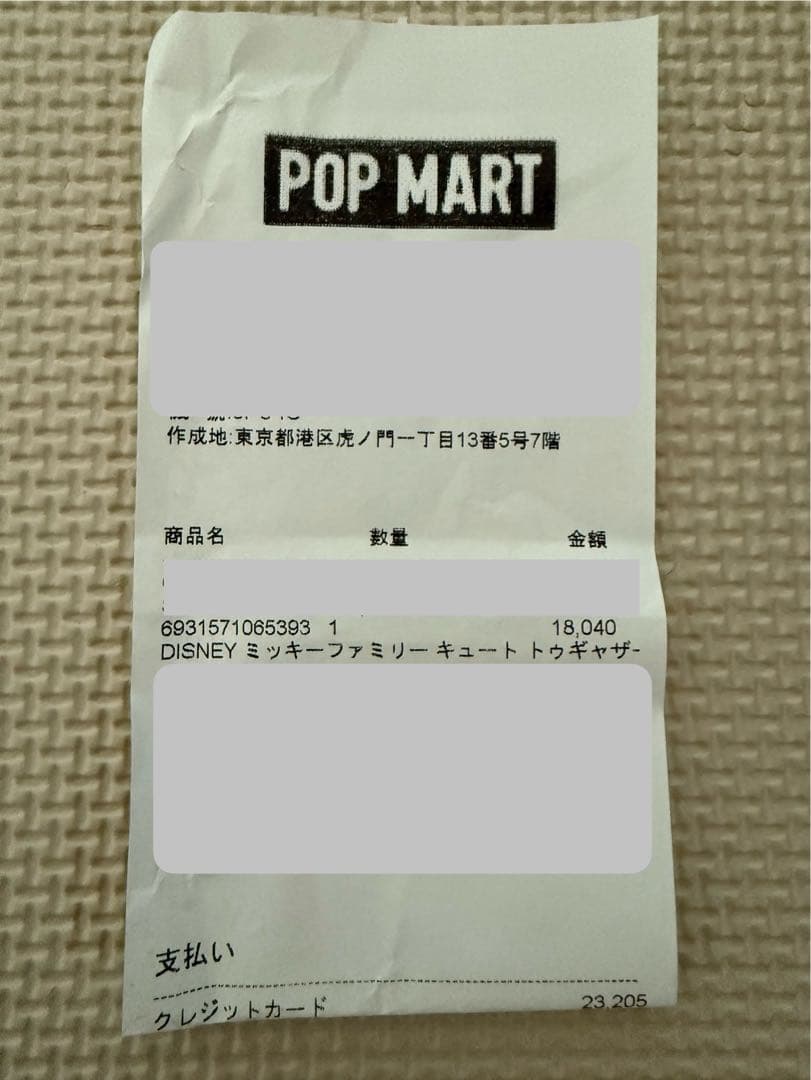 POP MART
作成地:東京都港区虎ノ門一丁目13番5号7階
商品名 数量 金額
6931571065393 1 18,040
DISNEY ミッキーファミリー キュート トゥギャザー
支払い
クレジットカード 23,205